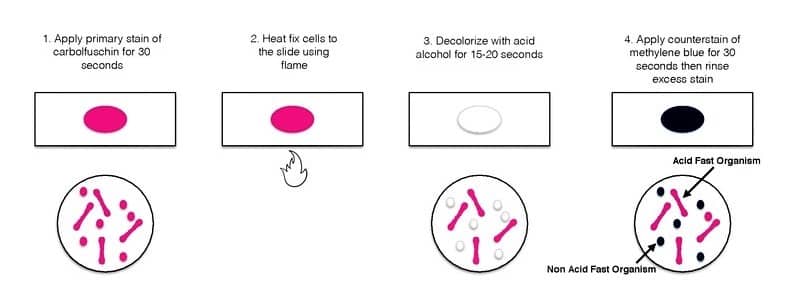 1. Apply primary stain of
carbolfuschin for 30
seconds
2. Heat fix cells to
the slide using
flame
3. Decolorize with acid
alcohol for 15-20 seconds
4. Apply counterstain of
methylene blue for 30
seconds then rinse
excess stain
Acid Fast Organism
Non Acid Fast Organism